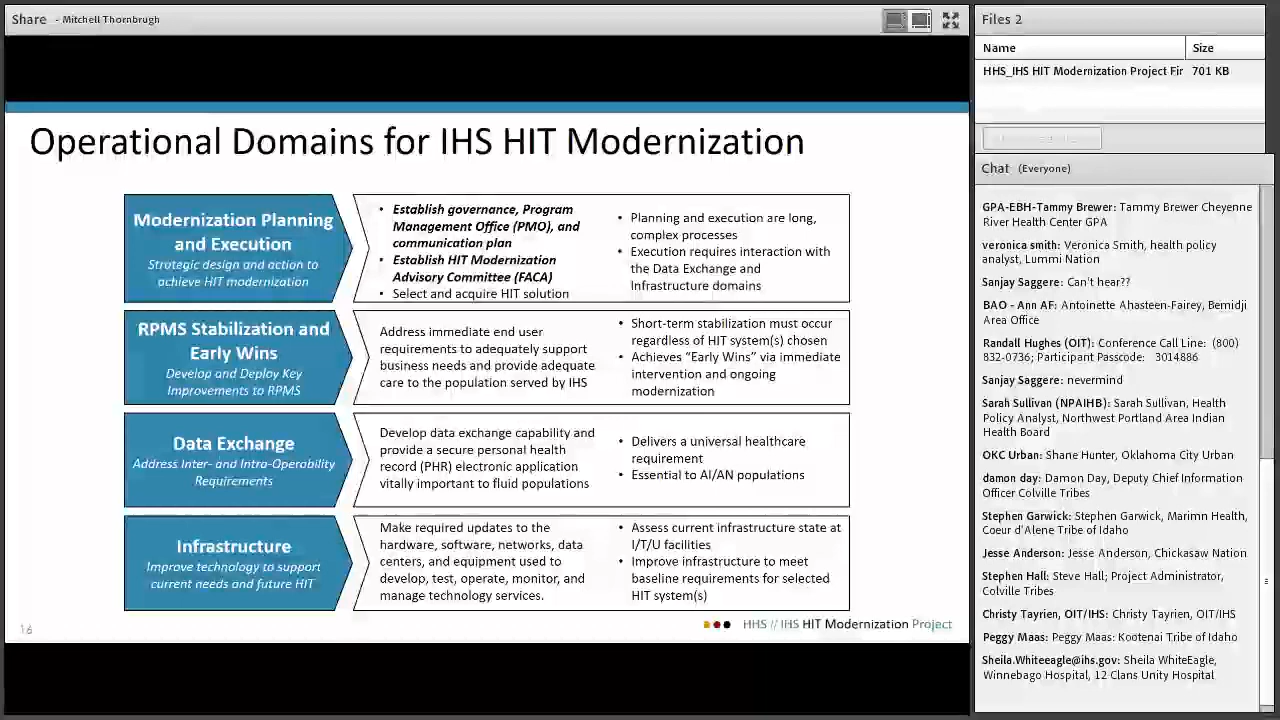 Share - Mitchell Thornbrugh
Operational Domains for IHS HIT Modernization
Modernization Planning
and Execution
Strategic design and action to
achieve HIT modernization
• Establish governance, Program
Management Office (PMO), and
communication plan
• Establish HIT Modernization
Advisory Committee (FACA)
• Select and acquire HIT solution
• Planning and execution are long,
complex processes
• Execution requires interaction with
the Data Exchange and
Infrastructure domains
RPMS Stabilization and
Early Wins
Develop and Deploy Key
Improvements to RPMS
Address immediate end user
requirements to adequately support
business needs and provide adequate
care to the population served by IHS
• Short-term stabilization must occur
regardless of HIT system(s) chosen
• Achieves “Early Wins” via immediate
intervention and ongoing
modernization
Data Exchange
Address Inter- and Intra-Operability
Requirements
Develop data exchange capability and
provide a secure personal health
record (PHR) electronic application
vitally important to fluid populations
• Delivers a universal healthcare
requirement
• Essential to AI/AN populations
Infrastructure
Improve technology to support
current needs and future HIT
Make required updates to the
hardware, software, networks, data
centers, and equipment used to
develop, test, operate, monitor, and
manage technology services.
• Assess current infrastructure state at
I/T/U facilities
• Improve infrastructure to meet
baseline requirements for selected
HIT system(s)
16
HHS // IHS HIT Modernization Project
Files 2
Name Size
HHS_IHS HIT Modernization Project Fir 701 KB
Chat (Everyone)
GPA-EBH-Tammy Brewer: Tammy Brewer Cheyenne
River Health Center GPA
veronica smith: Veronica Smith, health policy
analyst, Lummi Nation
Sanjay Saggere: Can't hear??
BAO - Ann AF: Antoinette Ahasteen-Fairey, Bemidji
Area Office
Randall Hughes (OIT): Conference Call Line: (800)
832-0736; Participant Passcode: 3014886
Sanjay Saggere: nevermind
Sarah Sullivan (NPAIHB): Sarah Sullivan, Health
Policy Analyst, Northwest Portland Area Indian
Health Board
OKC Urban: Shane Hunter, Oklahoma City Urban
damon day: Damon Day, Deputy Chief Information
Officer Colville Tribes
Stephen Garwick: Stephen Garwick, Marimn Health,
Coeur d'Alene Tribe of Idaho
Jesse Anderson: Jesse Anderson, Chickasaw Nation
Stephen Hall: Steve Hall; Project Administrator,
Colville Tribes
Christy Tayrien, OIT/IHS: Christy Tayrien, OIT/IHS
Peggy Maas: Peggy Maas: Kootenai Tribe of Idaho
Sheila.Whiteeagle@ihs.gov: Sheila WhiteEagle,
Winnebago Hospital, 12 Clans Unity Hospital